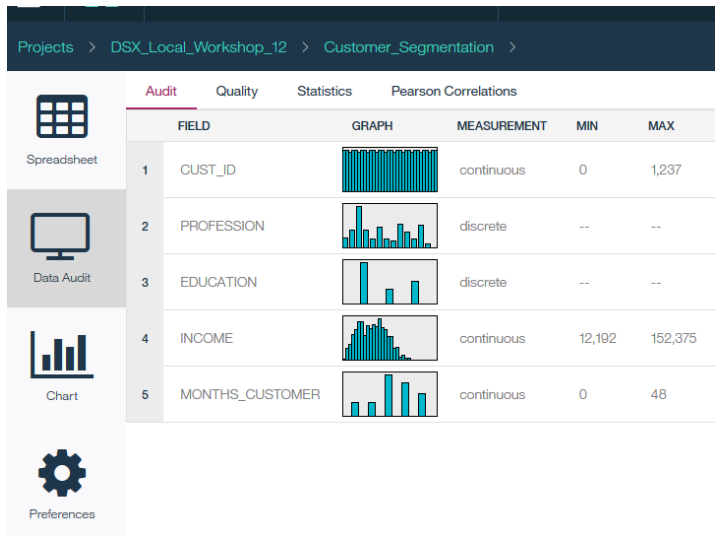 Projects > DSX_Local_Workshop_12 > Customer_Segmentation >
Audit Quality Statistics Pearson Correlations
FIELD GRAPH MEASUREMENT MIN MAX
Spreadsheet
1 CUST_ID continuous 0 1,237
2 PROFESSION discrete -- --
Data Audit
3 EDUCATION discrete -- --
4 INCOME continuous 12,192 152,375
Chart
5 MONTHS_CUSTOMER continuous 0 48
Preferences